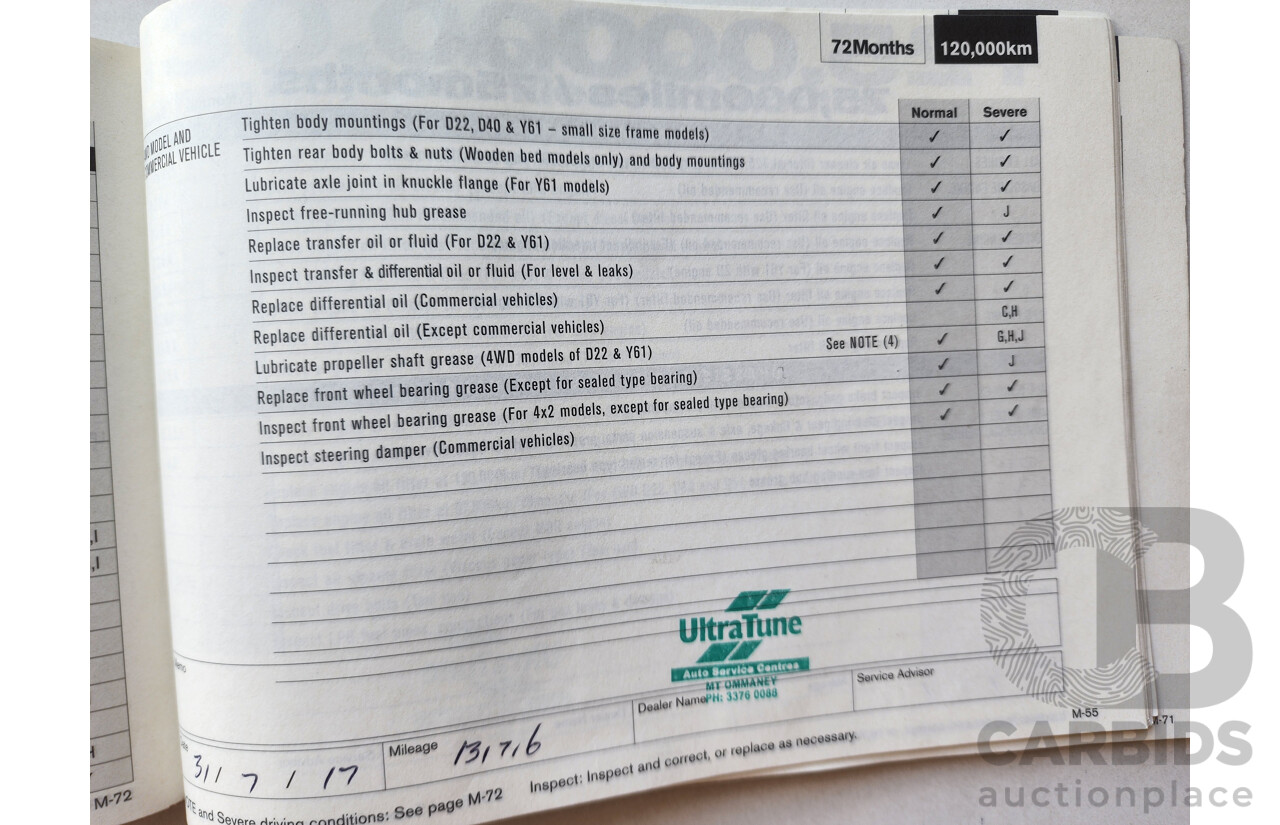 72Months 120,000km
Normal Severe
MODEL AND
COMMERCIAL VEHICLE
Tighten body mountings (For D22, D40 & Y61 – small size frame models) ✓ ✓
Tighten rear body bolts & nuts (Wooden bed models only) and body mountings ✓ ✓
Lubricate axle joint in knuckle flange (For Y61 models) ✓ ✓
Inspect free-running hub grease ✓ J
Replace transfer oil or fluid (For D22 & Y61) ✓ ✓
Inspect transfer & differential oil or fluid (For level & leaks) ✓ ✓
Replace differential oil (Commercial vehicles) ✓ ✓
Replace differential oil (Except commercial vehicles) C,H
Lubricate propeller shaft grease (4WD models of D22 & Y61) See NOTE (4) ✓ G,H,J
Replace front wheel bearing grease (Except for sealed type bearing) ✓ J
Inspect front wheel bearing grease (For 4x2 models, except for sealed type bearing) ✓ ✓
Inspect steering damper (Commercial vehicles) ✓ ✓
UltraTune
Auto Service Centres
MT OMMANEY
PH: 3376 0088
Dealer Name
Service Advisor
Mileage 131716
31 / 7 / 17
M-55
M-71
M-72
NOTE and Severe driving conditions: See page M-72
Inspect: Inspect and correct, or replace as necessary.
CARBIDS
auctionplace